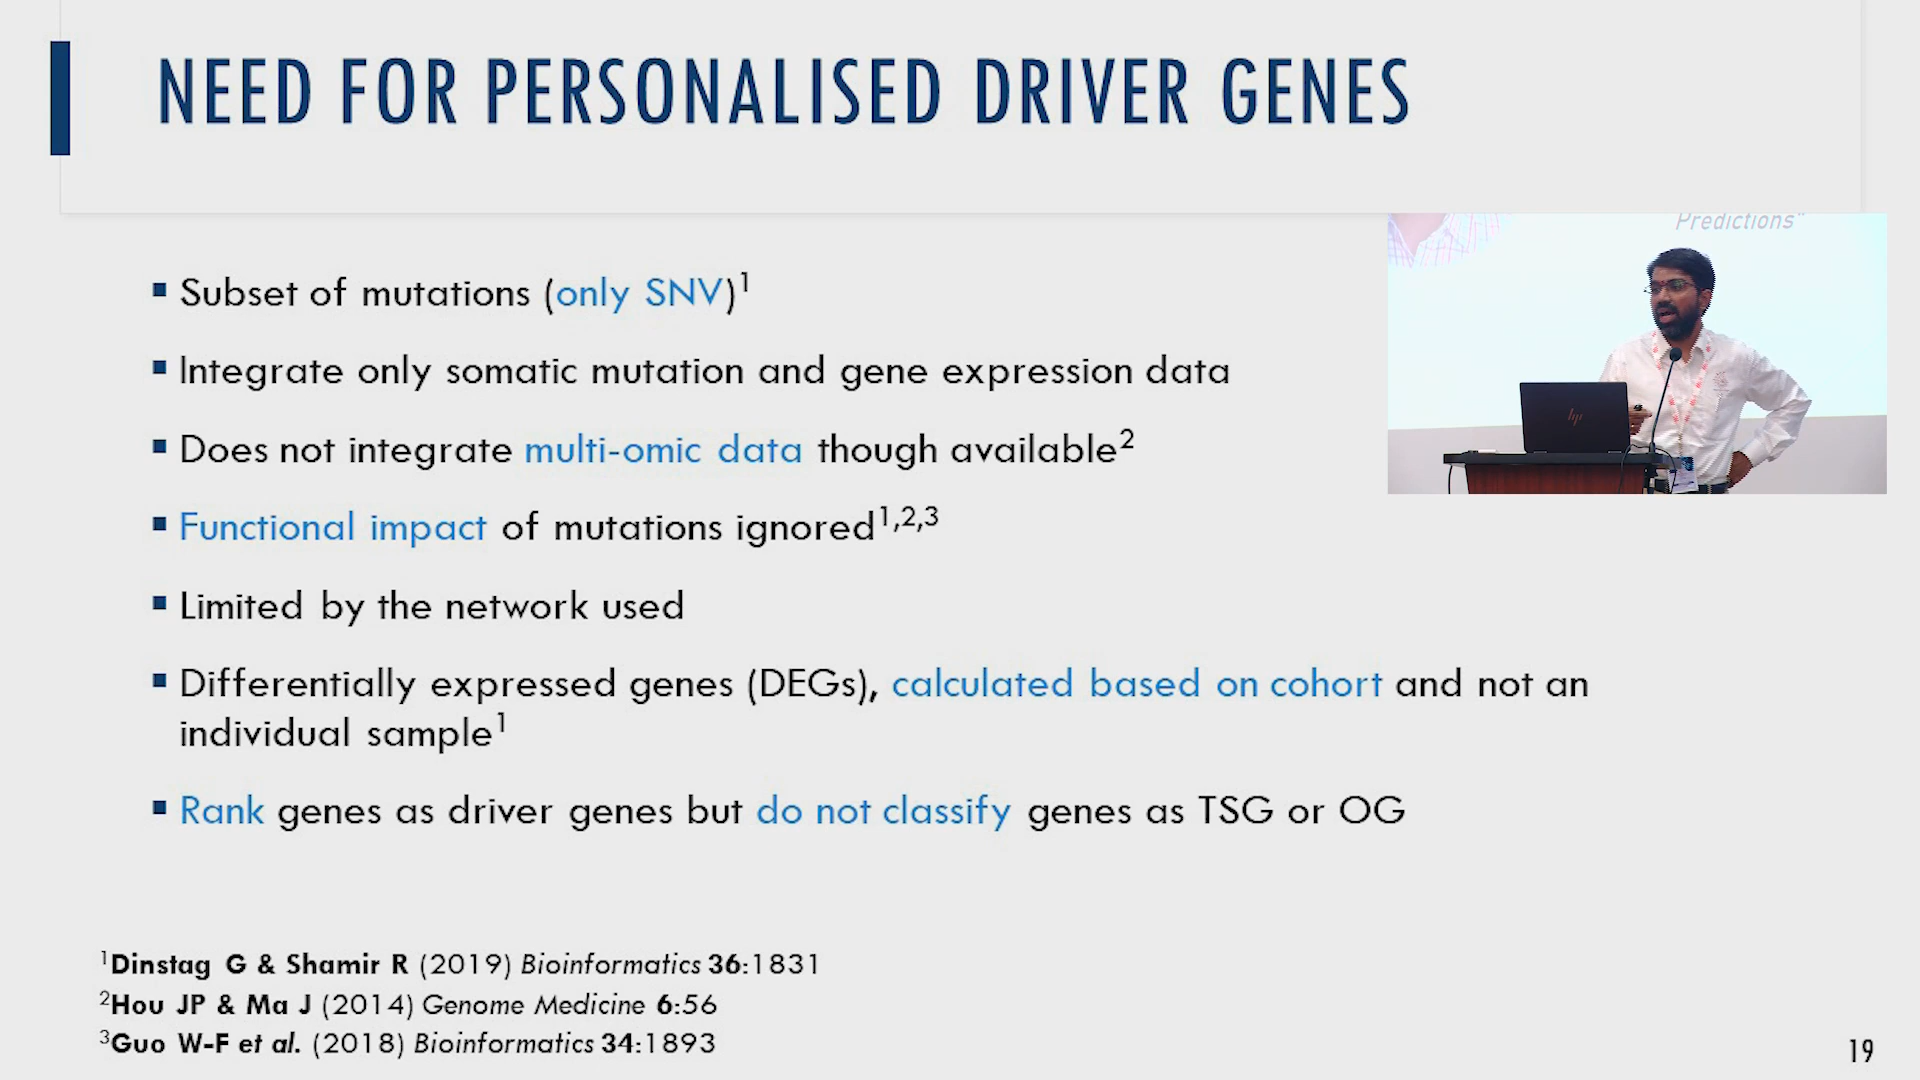 NEED FOR PERSONALISED DRIVER GENES
Predictions"
▪ Subset of mutations (only SNV)¹
▪ Integrate only somatic mutation and gene expression data
▪ Does not integrate multi-omic data though available²
▪ Functional impact of mutations ignored¹,²,³
▪ Limited by the network used
▪ Differentially expressed genes (DEGs), calculated based on cohort and not an
individual sample¹
▪ Rank genes as driver genes but do not classify genes as TSG or OG
hp
¹Dinstag G & Shamir R (2019) Bioinformatics 36:1831
²Hou JP & Ma J (2014) Genome Medicine 6:56
³Guo W-F et al. (2018) Bioinformatics 34:1893
19